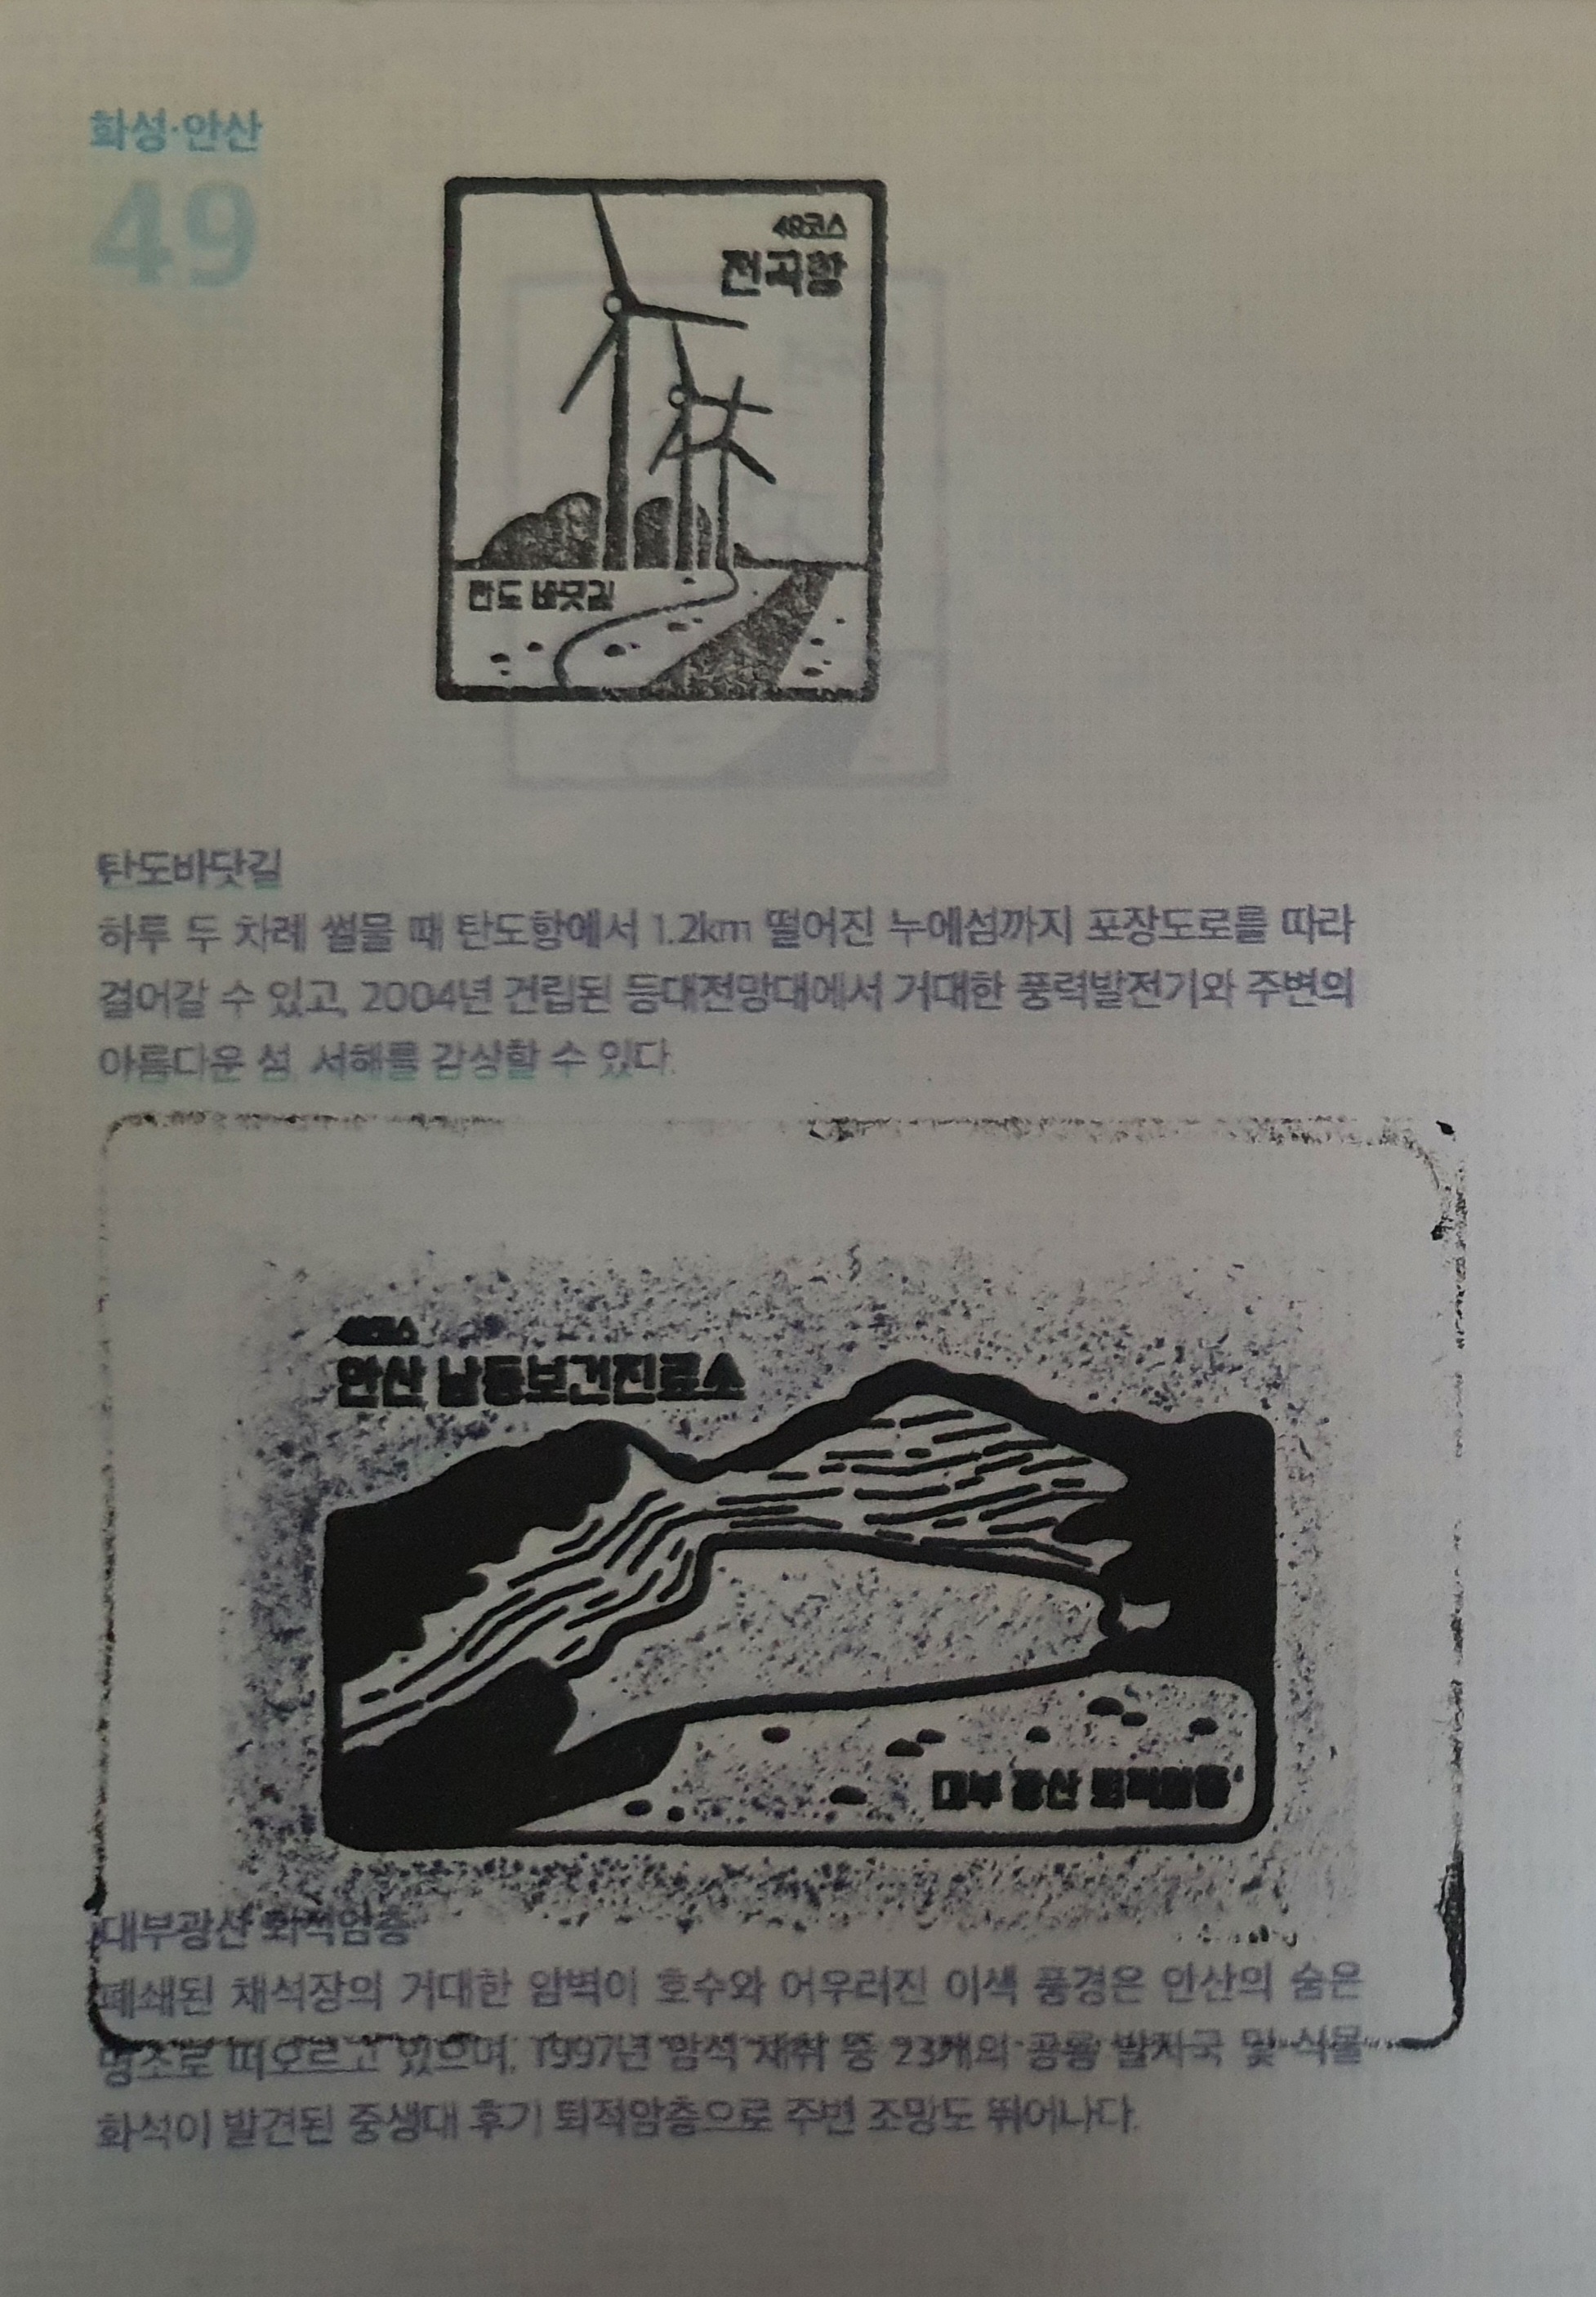 화성·안산
49
49코스
전곡항
탄도 바닷길
탄도바닷길
하루 두 차례 썰물 때 탄도항에서 1.2km 떨어진 누에섬까지 포장도로를 따라
걸어갈 수 있고, 2004년 건립된 등대전망대에서 거대한 풍력발전기와 주변의
아름다운 섬, 서해를 감상할 수 있다.
49코스
안산 남동보건진료소
대부 광산 퇴적암층
대부광산 퇴적암층
폐쇄된 채석장의 거대한 암벽이 호수와 어우러진 이색 풍경은 안산의 숨은
명소로 떠오르고 있으며, 1997년 암석 채취 중 23개의 공룡 발자국 및 식물
화석이 발견된 중생대 후기 퇴적암층으로 주변 조망도 뛰어나다.